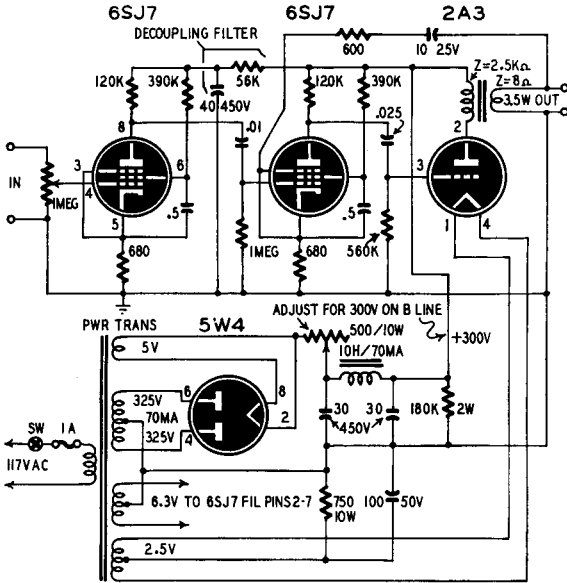 6SJ7 6SJ7 2A3
DECOUPLING FILTER
600
10 25V
Z=2.5KΩ
Z=8Ω
3.5W OUT
120K
390K
56K
40 450V
120K
390K
8
.01
.025
2
3
4
6
5
3
1
4
IN
1MEG
.5
680
1MEG
.5
680
560K
ADJUST FOR 300V ON B LINE
+300V
PWR TRANS
5W4
500/10W
10H/70MA
5V
8
2
6
4
325V
70MA
325V
30
30
450V
180K
2W
SW
1A
117VAC
6.3V TO 6SJ7 FIL PINS 2-7
750
10W
100
50V
2.5V